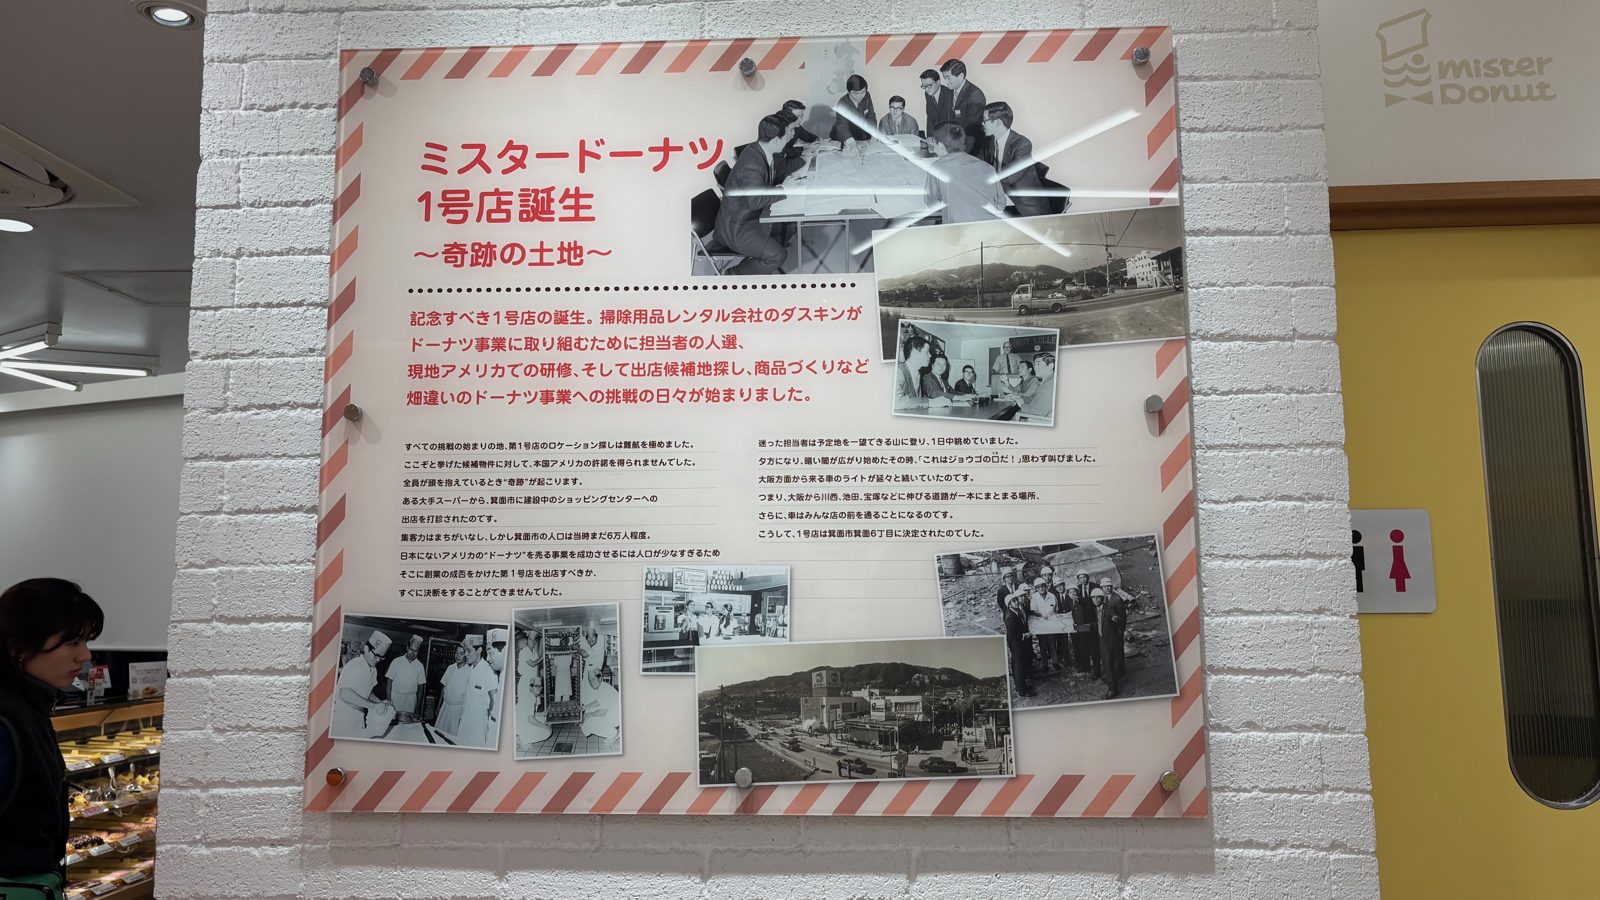 ミスタードーナツ
1号店誕生
～奇跡の土地～
記念すべき1号店の誕生。掃除用品レンタル会社のダスキンが
ドーナツ事業に取り組むために担当者の人選、
現地アメリカでの研修、そして出店候補地探し、商品づくりなど
畑違いのドーナツ事業への挑戦の日々が始まりました。
すべての挑戦の始まりの地、第1号店のロケーション探しは難航を極めました。
ここぞと挙げた候補物件に対して、本国アメリカの許諾を得られませんでした。
全員が頭を抱えているとき“奇跡”が起こります。
ある大手スーパーから、箕面市に建設中のショッピングセンターへの
出店を打診されたのです。
集客力はまちがいなし、しかし箕面市の人口は当時まだ6万人程度。
日本にないアメリカの“ドーナツ”を売る事業を成功させるには人口が少なすぎるため
そこに創業の成否をかけた第1号店を出店すべきか、
すぐに決断をすることができませんでした。
迷った担当者は予定地を一望できる山に登り、1日中眺めていました。
夕方になり、暗い闇が広がり始めたその時、「これはジョウゴの口だ！」思わず叫びました。
大阪方面から来る車のライトが延々と続いていたのです。
つまり、大阪から川西、池田、宝塚などに伸びる道路が一本にまとまる場所、
さらに、車はみんな店の前を通ることになるのです。
こうして、1号店は箕面市箕面6丁目に決定されたのでした。
mister
Donut